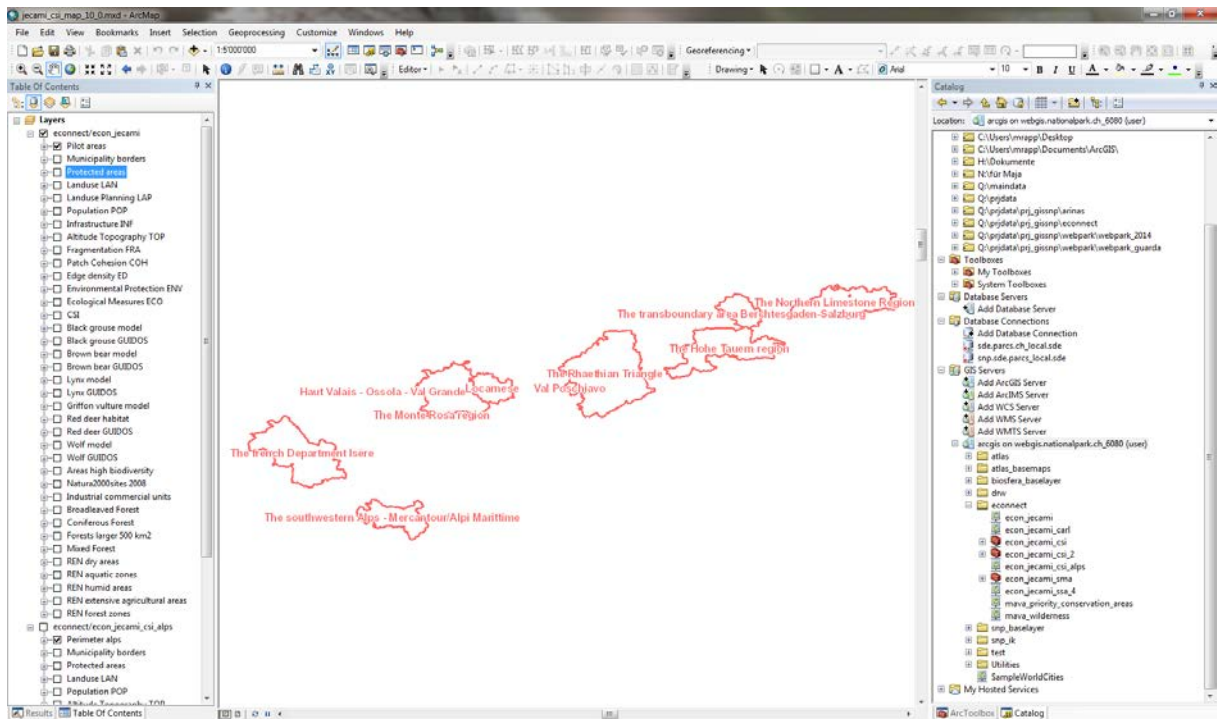 jecami_csi_map_10_0.mxd - ArcMap
File Edit View Bookmarks Insert Selection Geoprocessing Customize Windows Help
1:5'000'000
Georeferencing
Editor
Drawing
Arial
10
B I U A
Table Of Contents
Layers
econnect/econ_jecami
Pilot areas
Municipality borders
Protected areas
Landuse LAN
Landuse Planning LAP
Population POP
Infrastructure INF
Altitude Topography TOP
Fragmentation FRA
Patch Cohesion COH
Edge density ED
Environmental Protection ENV
Ecological Measures ECO
CSI
Black grouse model
Black grouse GUIDOS
Brown bear model
Brown bear GUIDOS
Lynx model
Lynx GUIDOS
Griffon vulture model
Red deer habitat
Red deer GUIDOS
Wolf model
Wolf GUIDOS
Areas high biodiversity
Natura2000sites 2008
Industrial commercial units
Broadleaved Forest
Coniferous Forest
Forests larger 500 km2
Mixed Forest
REN dry areas
REN aquatic zones
REN humid areas
REN extensive agricultural areas
REN forest zones
econnect/econ_jecami_csi_alps
Perimeter alps
Municipality borders
Protected areas
Landuse LAN
Population POP
Altitude Topography TOP
Results
Table Of Contents
The Northern Limestone Region
The transboundary area Berchtesgaden-Salzburg
The Hohe Tauern region
The Rhaethian Triangle
Val Poschiavo
Haut Valais - Ossola - Val Grande
Locarnese
The Monte Rosa region
The french Department Isere
The southwestern Alps - Mercantour/Alpi Marittime
Catalog
Location: arcgis on webgis.nationalpark.ch_6080 (user)
C:\Users\mrapp\Desktop
C:\Users\mrapp\Documents\ArcGIS\
H:\Dokumente
N:\für Maja
Q:\maindata
Q:\prjdata
Q:\prjdata\prj_gissnp\arinas
Q:\prjdata\prj_gissnp\econnect
Q:\prjdata\prj_gissnp\webpark\webpark_2014
Q:\prjdata\prj_gissnp\webpark\webpark_guarda
Toolboxes
My Toolboxes
System Toolboxes
Database Servers
Add Database Server
Database Connections
Add Database Connection
sde.parcs.ch_local.sde
snp.sde.parcs_local.sde
GIS Servers
Add ArcGIS Server
Add ArcIMS Server
Add WCS Server
Add WMS Server
Add WMTS Server
arcgis on webgis.nationalpark.ch_6080 (user)
atlas
atlas_basemaps
biosfera_baselayer
drw
econnect
econ_jecami
econ_jecami_carl
econ_jecami_csi
econ_jecami_csi_2
econ_jecami_csi_alps
econ_jecami_sma
econ_jecami_ssa_4
mava_priority_conservation_areas
mava_wilderness
snp_baselayer
snp_ik
test
Utilities
SampleWorldCities
My Hosted Services
ArcToolbox
Catalog